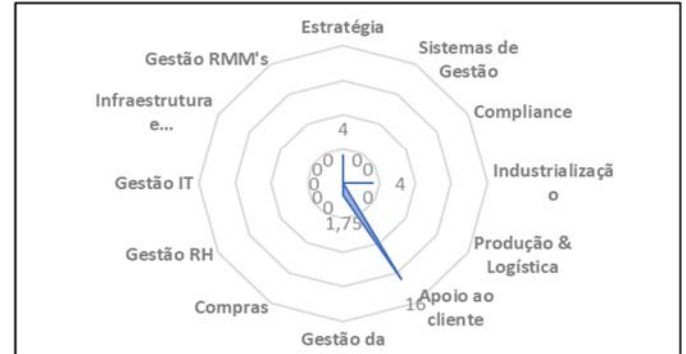 Estratégia
Sistemas de
Gestão
Compliance
Industrializaçã
o
Produção &
Logística
Apoio ao
cliente
Gestão da
Compras
Gestão RH
Gestão IT
Infraestrutura
e...
Gestão RMM's
4
0
0
4
0
16
1,75
0
0
0
0
0